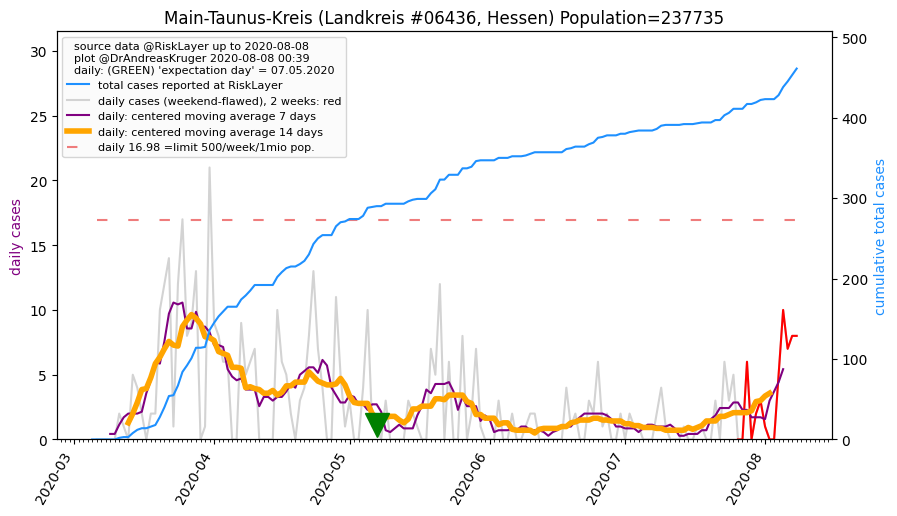 Main-Taunus-Kreis (Landkreis #06436, Hessen) Population=237735
source data @RiskLayer up to 2020-08-08
plot @DrAndreasKruger 2020-08-08 00:39
daily: (GREEN) 'expectation day' = 07.05.2020
total cases reported at RiskLayer
daily cases (weekend-flawed), 2 weeks: red
daily: centered moving average 7 days
daily: centered moving average 14 days
daily 16.98 =limit 500/week/1mio pop.
daily cases
30
25
20
15
10
5
0
cumulative total cases
500
400
300
200
100
0
2020-03
2020-04
2020-05
2020-06
2020-07
2020-08